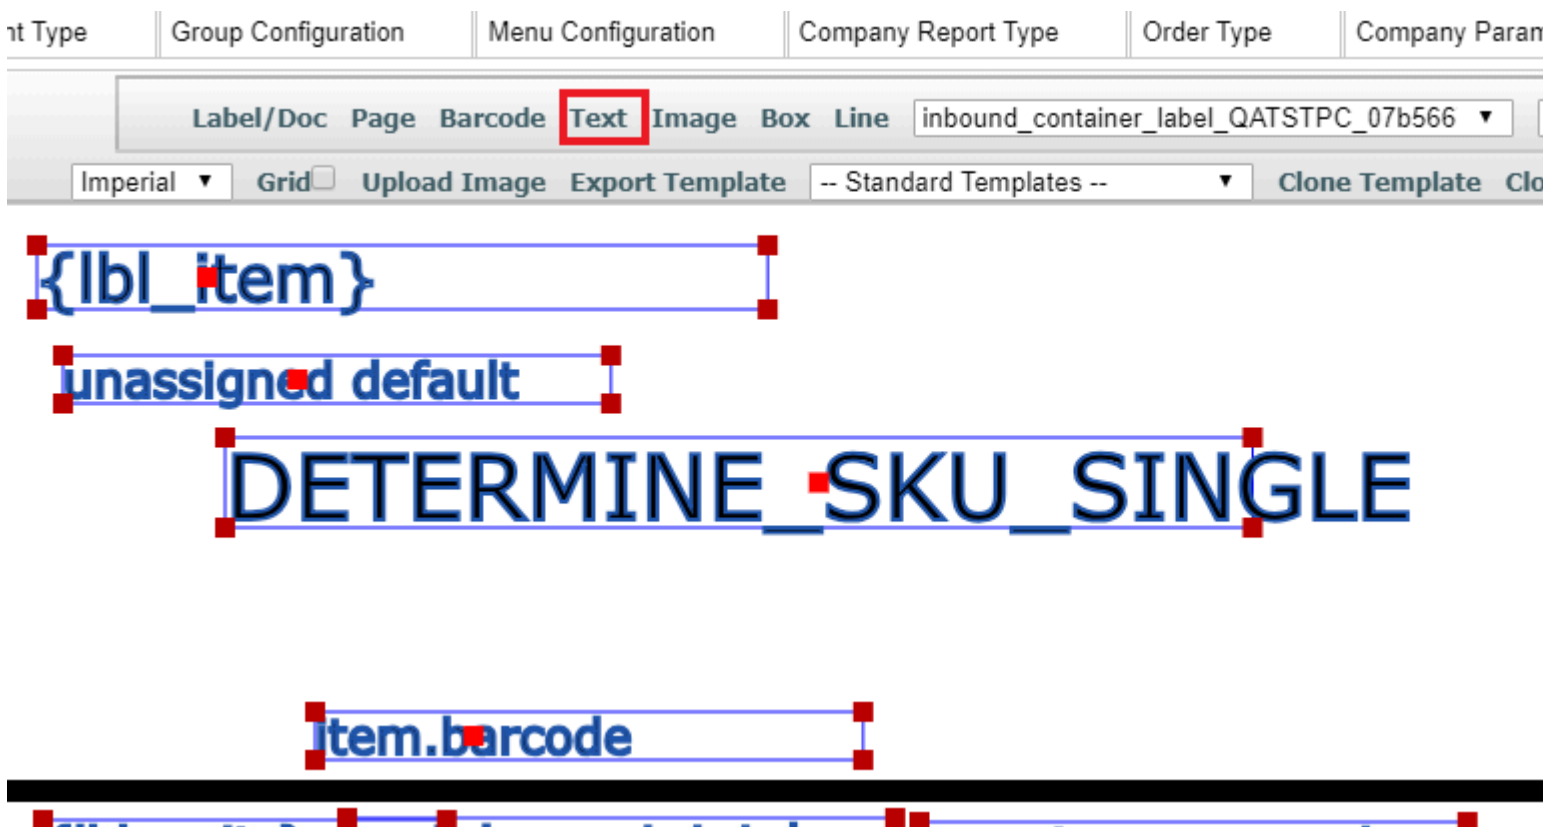 nt Type Group Configuration Menu Configuration Company Report Type Order Type Company Param
Label/Doc Page Barcode Text Image Box Line inbound_container_label_QATSTPC_07b566
Imperial Grid Upload Image Export Template -- Standard Templates -- Clone Template Clo
{lbl_item}
unassigned default
DETERMINE_SKU_SINGLE
item.barcode